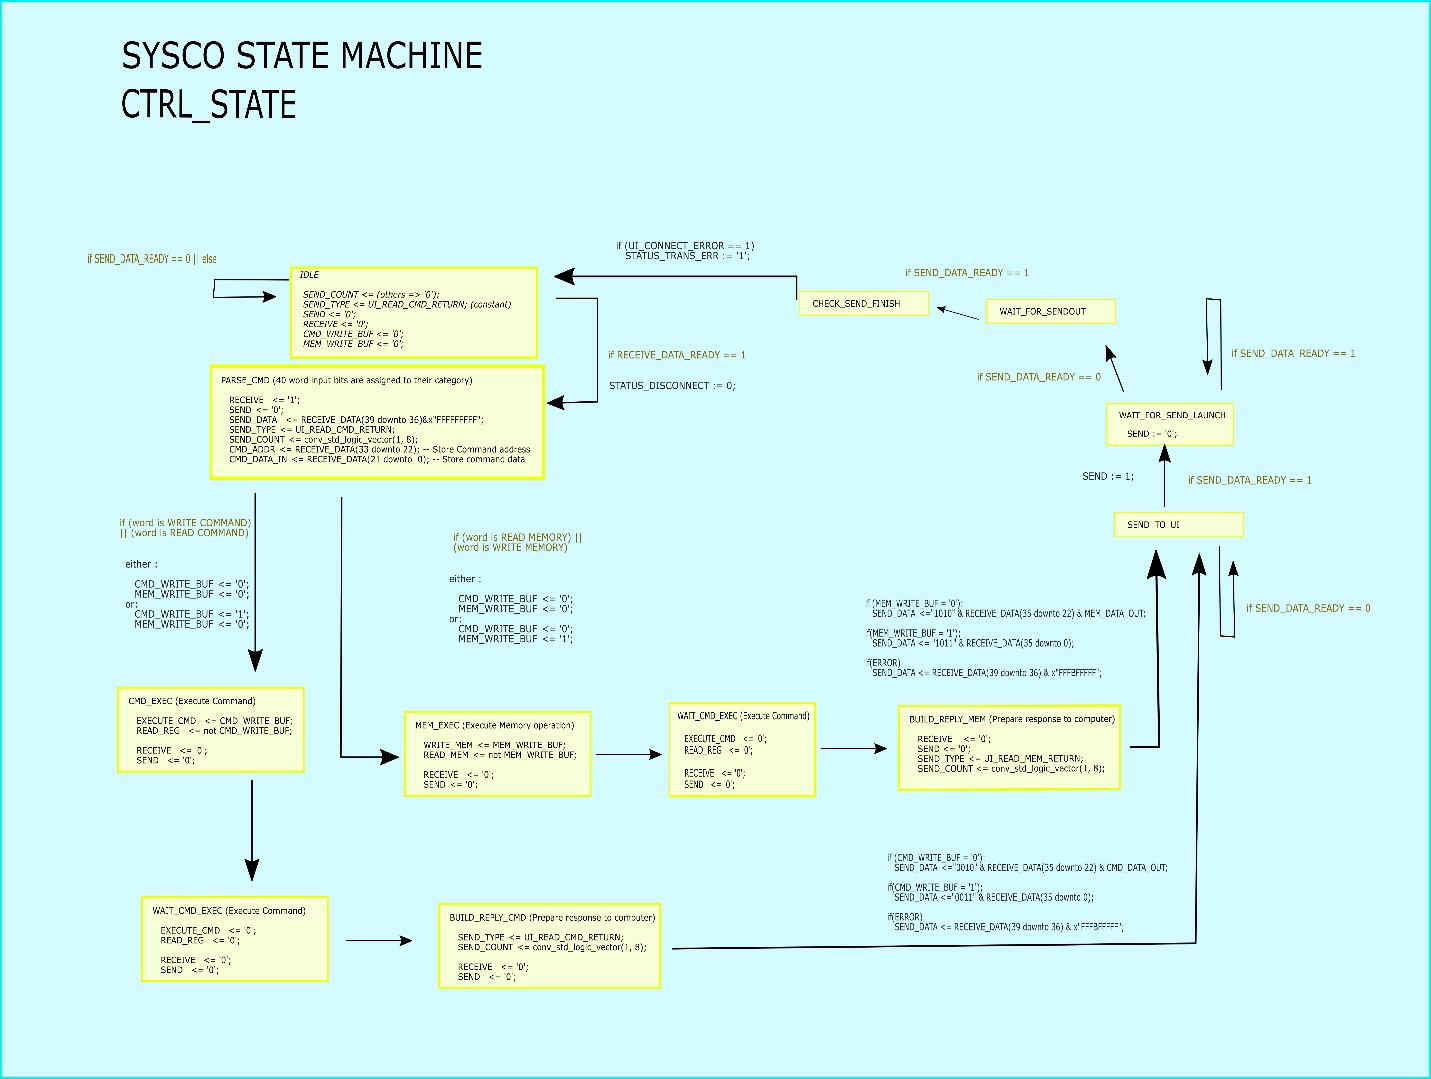 SYSCO STATE MACHINE
CTRL_STATE
if SEND_DATA_READY == 0 || else
IDLE
SEND_COUNT <= (others => '0');
SEND_TYPE <= UI_READ_CMD_RETURN; (constant)
SEND <= '0';
RECEIVE <= '0';
CMD_WRITE_BUF <= '0';
MEM_WRITE_BUF <= '0';
if (UI_CONNECT_ERROR == 1)
STATUS_TRANS_ERR := '1';
if SEND_DATA_READY == 1
CHECK_SEND_FINISH
WAIT_FOR_SENDOUT
if RECEIVE_DATA_READY == 1
STATUS_DISCONNECT := 0;
if SEND_DATA_READY == 1
if SEND_DATA_READY == 0
PARSE_CMD (40 word input bits are assigned to their category)
RECEIVE <= '1';
SEND <= '0';
SEND_DATA <= RECEIVE_DATA(39 downto 36)&x"FFFFFFFFF";
SEND_TYPE <= UI_READ_CMD_RETURN;
SEND_COUNT <= conv_std_logic_vector(1, 8);
CMD_ADDR <= RECEIVE_DATA(33 downto 22); -- Store Command address
CMD_DATA_IN <= RECEIVE_DATA(21 downto 0); -- Store command data
WAIT_FOR_SEND_LAUNCH
SEND := '0';
SEND := 1;
if SEND_DATA_READY == 1
SEND_TO_UI
if SEND_DATA_READY == 0
if (word is WRITE COMMAND)
|| (word is READ COMMAND)
either :
CMD_WRITE_BUF <= '0';
MEM_WRITE_BUF <= '0';
or:
CMD_WRITE_BUF <= '1';
MEM_WRITE_BUF <= '0';
if (word is READ MEMORY) ||
(word is WRITE MEMORY)
either :
CMD_WRITE_BUF <= '0';
MEM_WRITE_BUF <= '0';
or:
CMD_WRITE_BUF <= '0';
MEM_WRITE_BUF <= '1';
if (MEM_WRITE_BUF = '0');
SEND_DATA <="1010" & RECEIVE_DATA(35 downto 22) & MEM_DATA_OUT;
if(MEM_WRITE_BUF = '1');
SEND_DATA <= "1011" & RECEIVE_DATA(35 downto 0);
if(ERROR)
SEND_DATA <= RECEIVE_DATA(39 downto 36) & x"FFFBFFFFF";
CMD_EXEC (Execute Command)
EXECUTE_CMD <= CMD_WRITE_BUF;
READ_REG <= not CMD_WRITE_BUF;
RECEIVE <= '0';
SEND <= '0';
MEM_EXEC (Execute Memory operation)
WRITE_MEM <= MEM_WRITE_BUF;
READ_MEM <= not MEM_WRITE_BUF;
RECEIVE <= '0';
SEND <= '0';
WAIT_CMD_EXEC (Execute Command)
EXECUTE_CMD <= '0';
READ_REG <= '0';
RECEIVE <= '0';
SEND <= '0';
BUILD_REPLY_MEM (Prepare response to computer)
RECEIVE <= '0';
SEND <= '0';
SEND_TYPE <= UI_READ_MEM_RETURN;
SEND_COUNT <= conv_std_logic_vector(1, 8);
if (CMD_WRITE_BUF = '0')
SEND_DATA <="0010" & RECEIVE_DATA(35 downto 22) & CMD_DATA_OUT;
if(CMD_WRITE_BUF = '1');
SEND_DATA <="0011" & RECEIVE_DATA(35 downto 0);
if(ERROR)
SEND_DATA <= RECEIVE_DATA(39 downto 36) & x"FFFBFFFFF";
WAIT_CMD_EXEC (Execute Command)
EXECUTE_CMD <= '0';
READ_REG <= '0';
RECEIVE <= '0';
SEND <= '0';
BUILD_REPLY_CMD (Prepare response to computer)
SEND_TYPE <= UI_READ_CMD_RETURN;
SEND_COUNT <= conv_std_logic_vector(1, 8);
RECEIVE <= '0';
SEND <= '0';